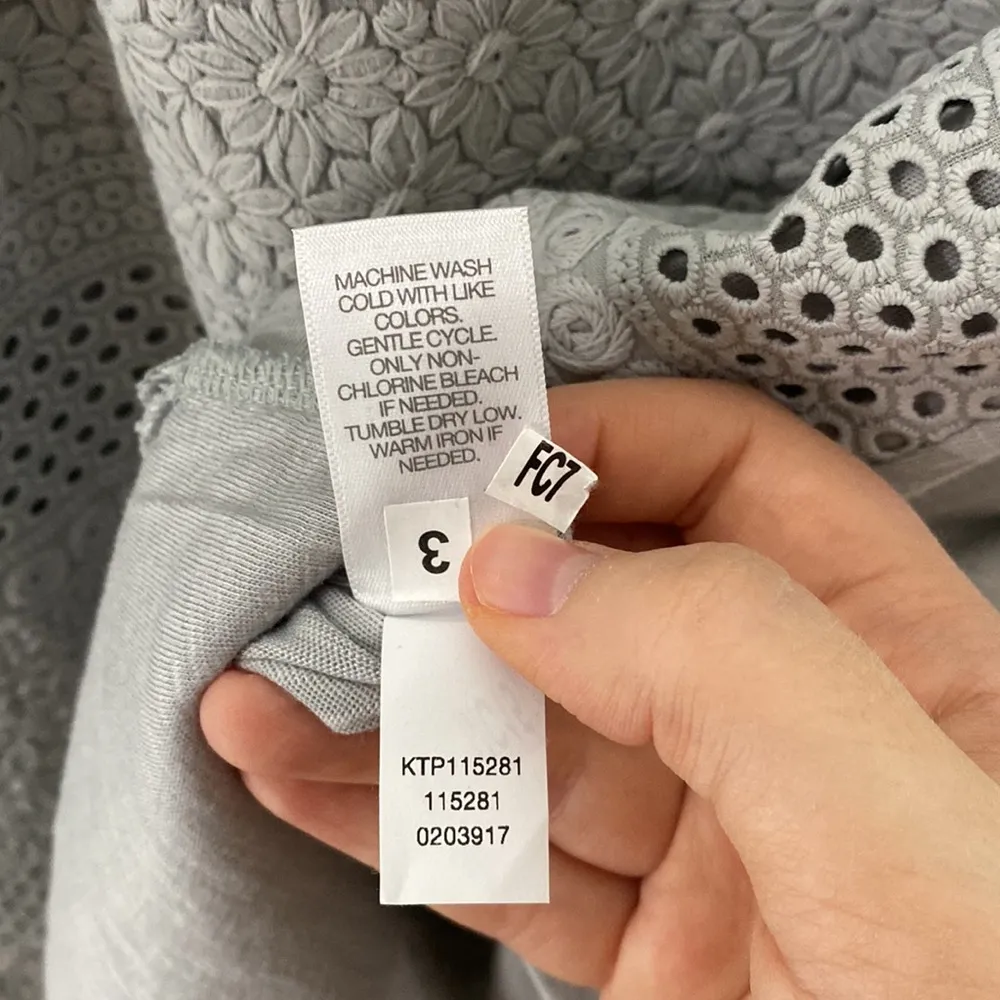 MACHINE WASH
COLD WITH LIKE
COLORS.
GENTLE CYCLE.
ONLY NON-
CHLORINE BLEACH
IF NEEDED.
TUMBLE DRY LOW.
WARM IRON IF
NEEDED.
FC7
3
KTP115281
115281
0203917